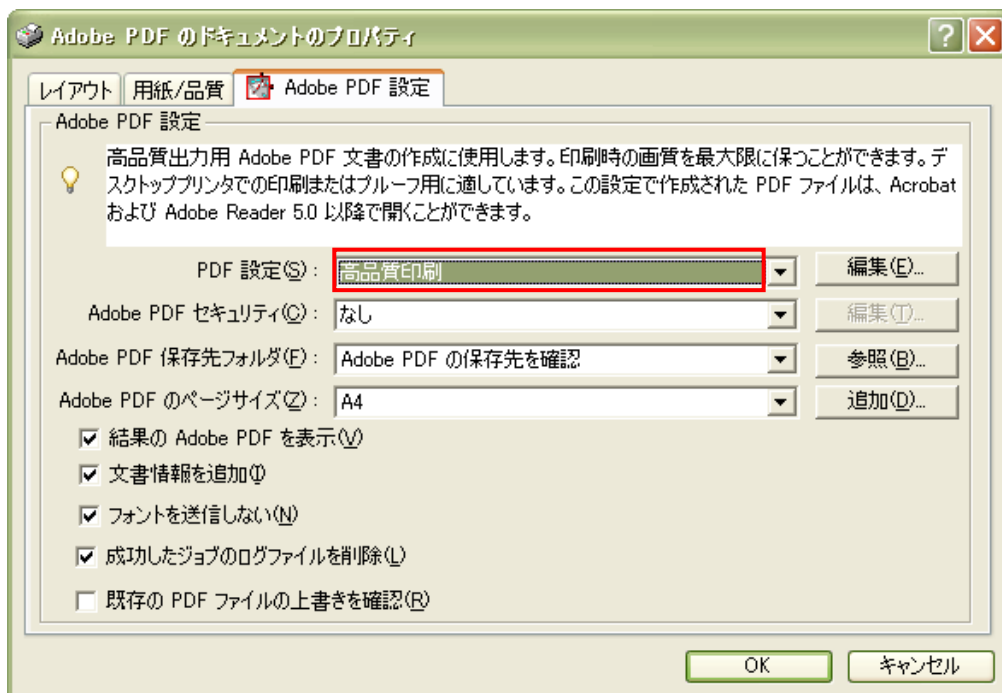 Adobe PDF のドキュメントのプロパティ
レイアウト 用紙/品質 Adobe PDF 設定
Adobe PDF 設定
高品質出力用 Adobe PDF 文書の作成に使用します。印刷時の画質を最大限に保つことができます。デ
スクトッププリンタでの印刷またはプルーフ用に適しています。この設定で作成された PDF ファイルは、Acrobat
および Adobe Reader 5.0 以降で開くことができます。
PDF 設定(S): 高品質印刷 編集(E)...
Adobe PDF セキュリティ(C): なし 編集(T)...
Adobe PDF 保存先フォルダ(F): Adobe PDF の保存先を確認 参照(B)...
Adobe PDF のページサイズ(Z): A4 追加(D)...
結果の Adobe PDF を表示(V)
文書情報を追加(I)
フォントを送信しない(N)
成功したジョブのログファイルを削除(L)
既存の PDF ファイルの上書きを確認(R)
OK キャンセル